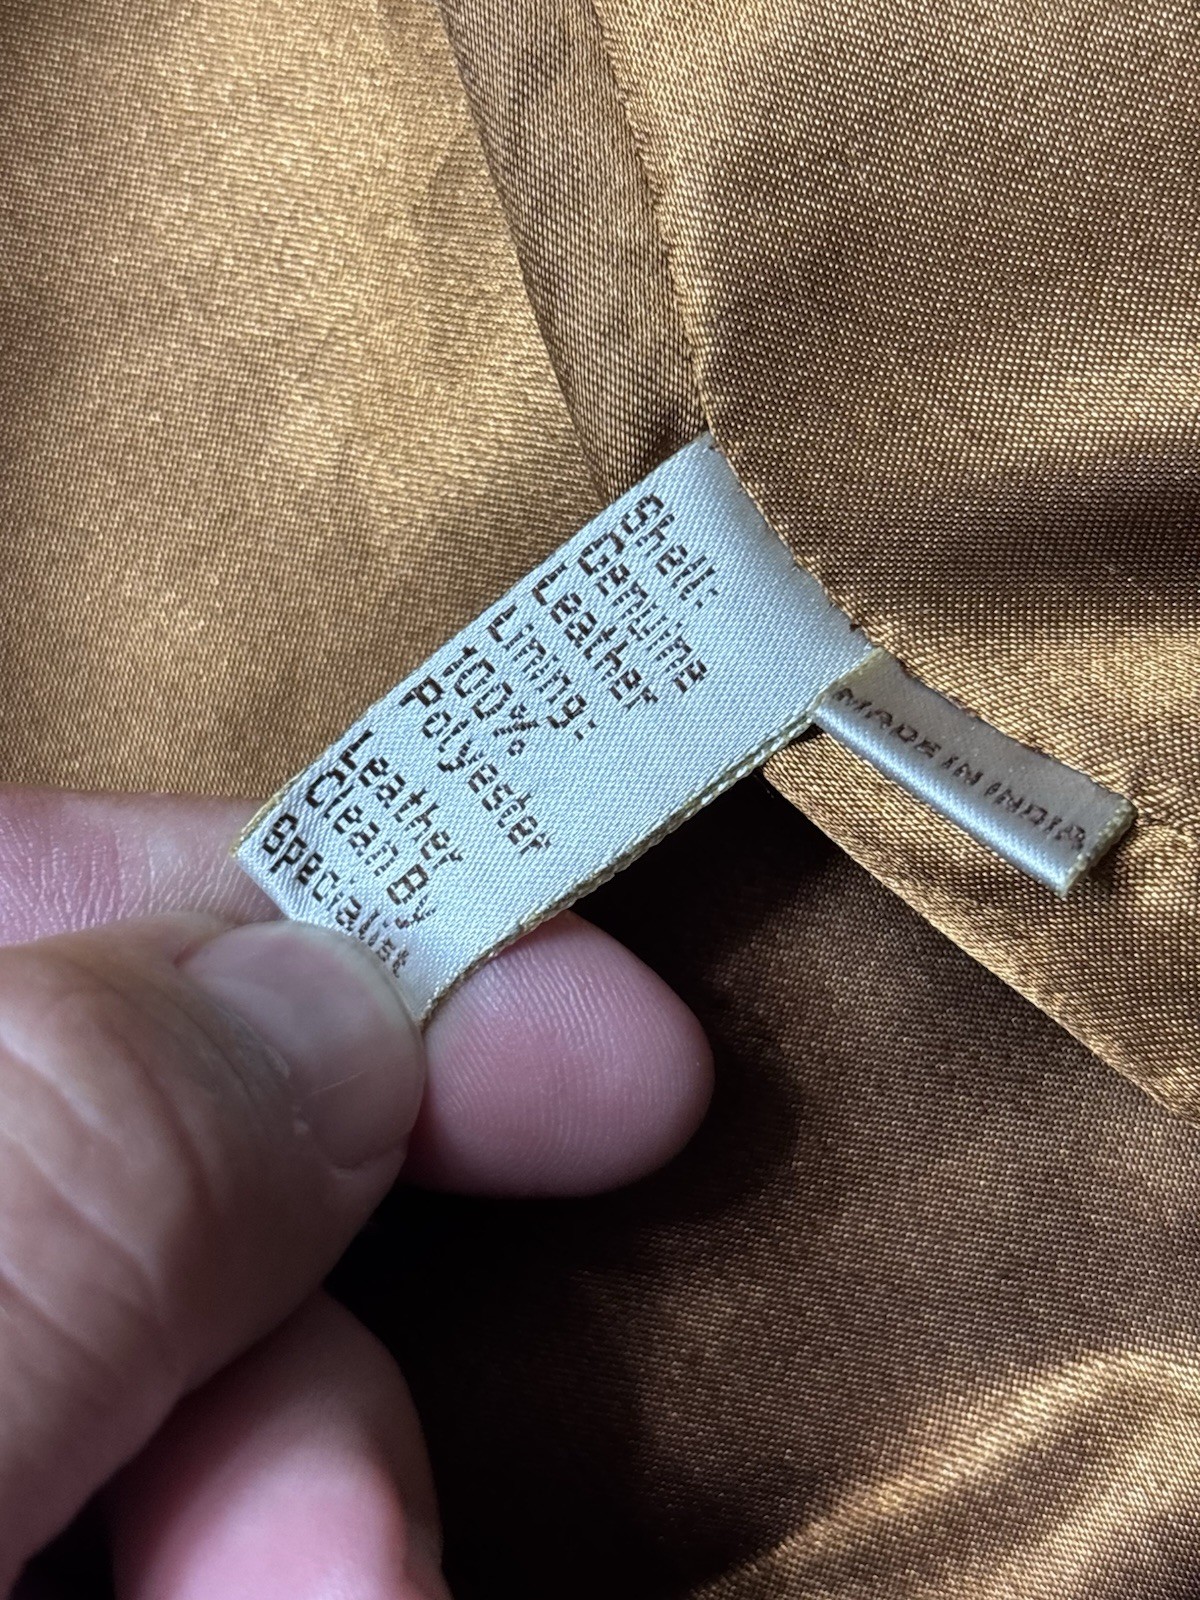 Shell:
Genuine
Leather
Lining:
100%
Polyester
Leather
Clean By
Specialist
MADE IN INDIA